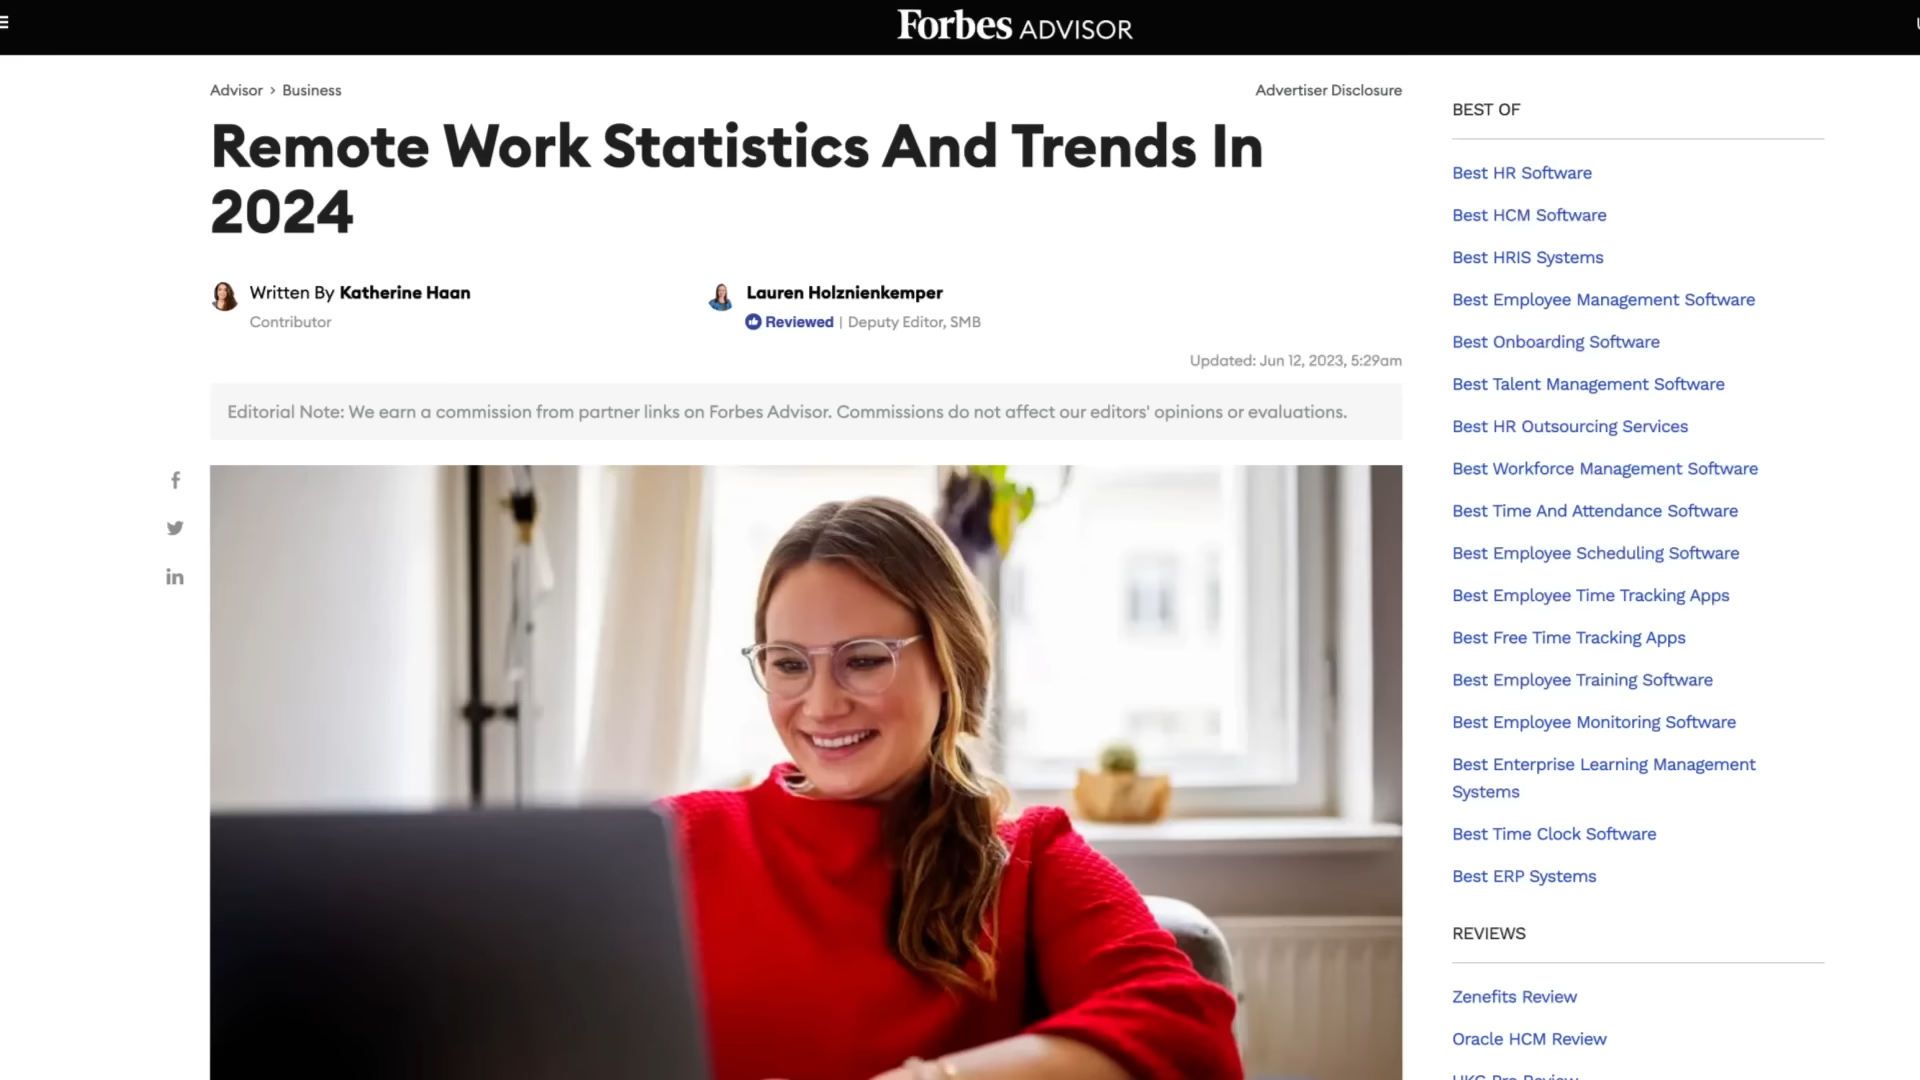 Forbes ADVISOR
Advisor > Business
Advertiser Disclosure
Remote Work Statistics And Trends In
2024
Written By Katherine Haan
Contributor
Lauren Holznienkemper
Reviewed | Deputy Editor, SMB
Updated: Jun 12, 2023, 5:29am
Editorial Note: We earn a commission from partner links on Forbes Advisor. Commissions do not affect our editors' opinions or evaluations.
BEST OF
Best HR Software
Best HCM Software
Best HRIS Systems
Best Employee Management Software
Best Onboarding Software
Best Talent Management Software
Best HR Outsourcing Services
Best Workforce Management Software
Best Time And Attendance Software
Best Employee Scheduling Software
Best Employee Time Tracking Apps
Best Free Time Tracking Apps
Best Employee Training Software
Best Employee Monitoring Software
Best Enterprise Learning Management
Systems
Best Time Clock Software
Best ERP Systems
REVIEWS
Zenefits Review
Oracle HCM Review